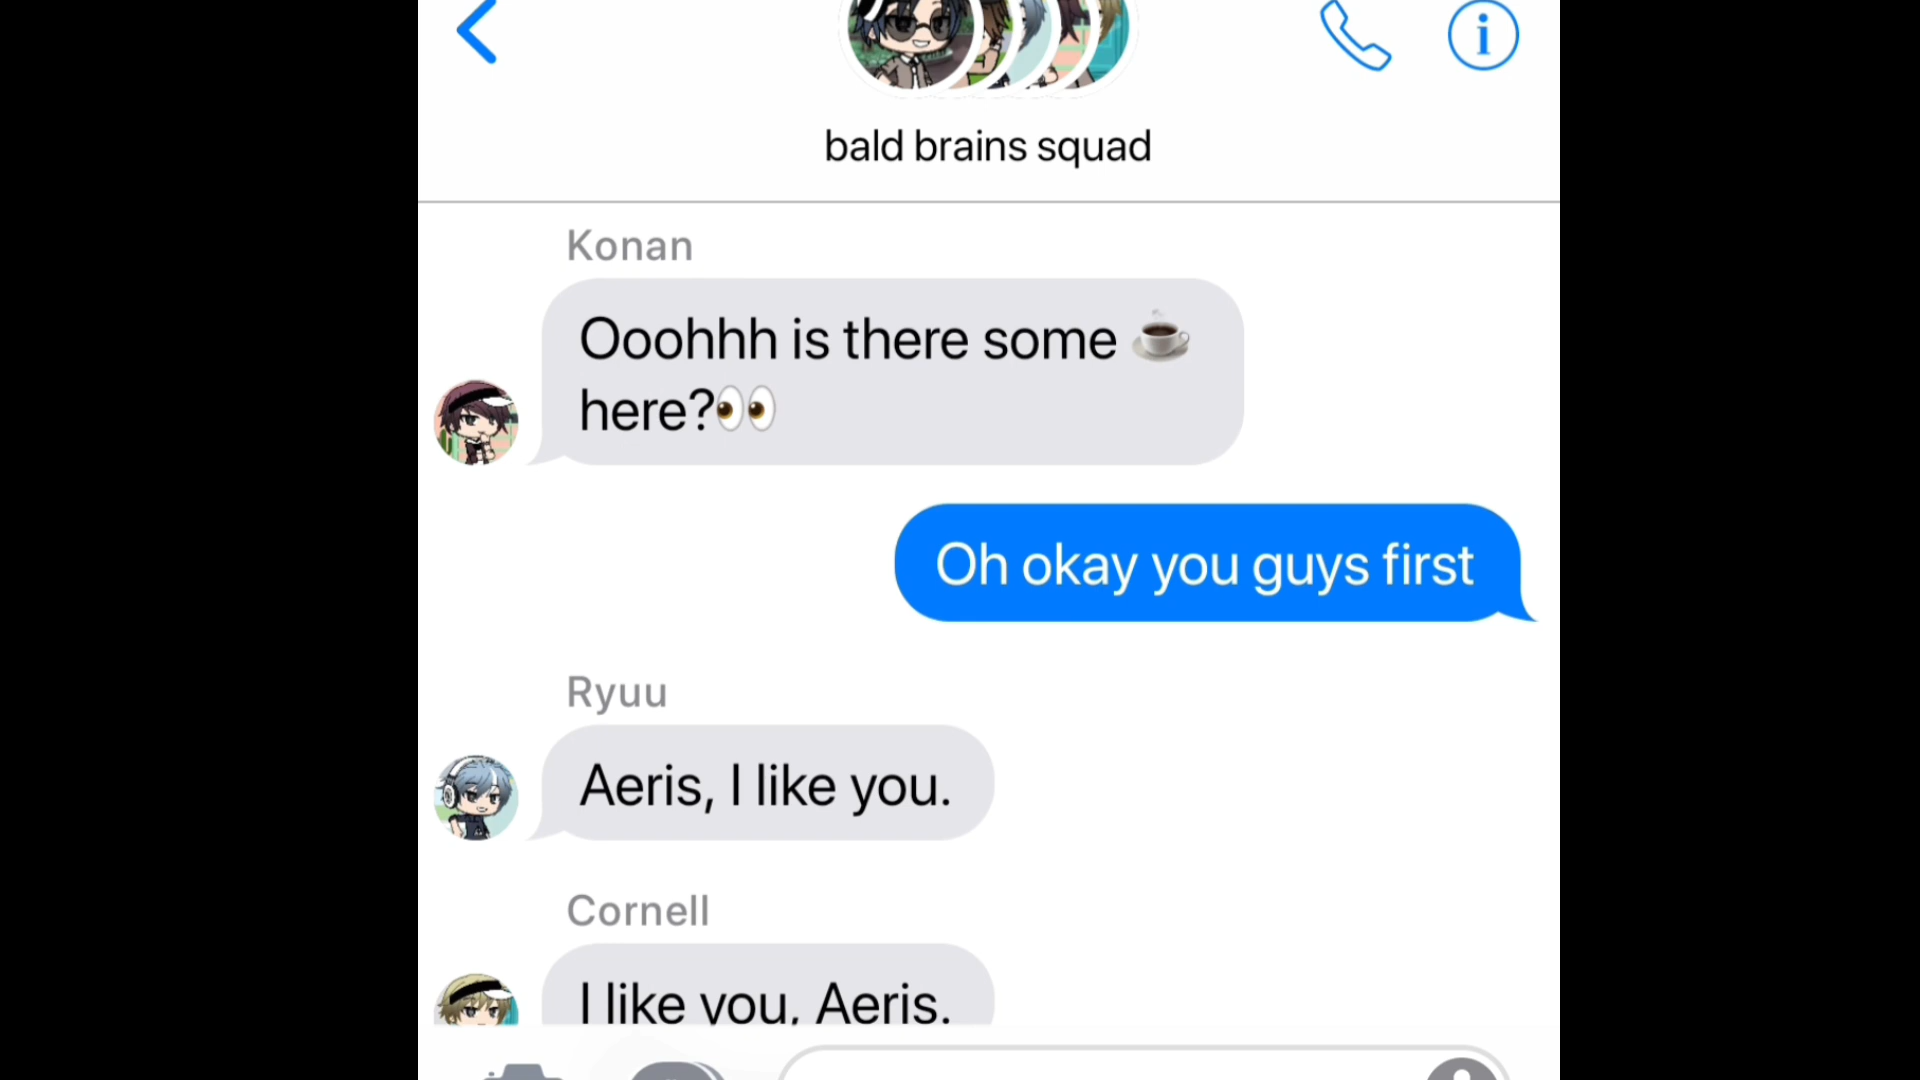 bald brains squad
Konan
Ooohhh is there some ☕
here?👀
Oh okay you guys first
Ryuu
Aeris, I like you.
Cornell
I like you, Aeris.